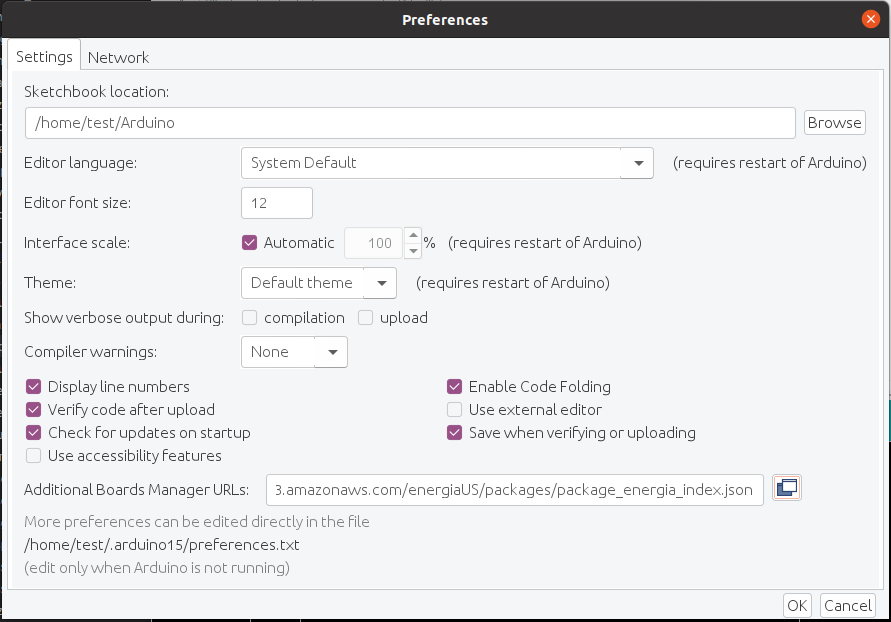 Preferences
Settings Network
Sketchbook location:
/home/test/Arduino Browse
Editor language: System Default (requires restart of Arduino)
Editor font size: 12
Interface scale: Automatic 100 % (requires restart of Arduino)
Theme: Default theme (requires restart of Arduino)
Show verbose output during: compilation upload
Compiler warnings: None
Display line numbers Enable Code Folding
Verify code after upload Use external editor
Check for updates on startup Save when verifying or uploading
Use accessibility features
Additional Boards Manager URLs: 3.amazonaws.com/energiaUS/packages/package_energia_index.json
More preferences can be edited directly in the file
/home/test/.arduino15/preferences.txt
(edit only when Arduino is not running)
OK Cancel